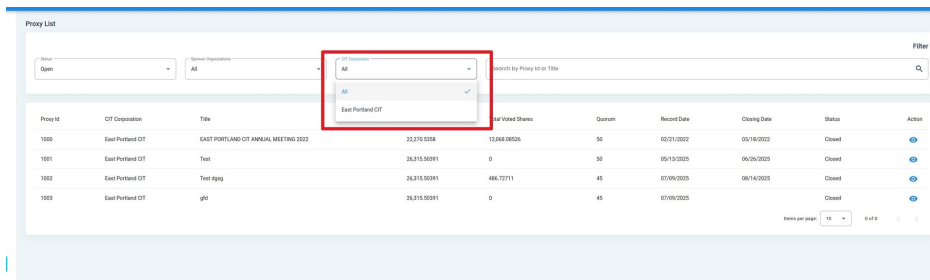 Proxy List
Filter
Status
Open
Sponsor Organizations
All
CIT Corporation
All
Search by Proxy Id or Title
All
East Portland CIT
Proxy Id CIT Corporation Title Total Voted Shares Quorum Record Date Closing Date Status Action
1000 East Portland CIT EAST PORTLAND CIT ANNUAL MEETING 2022 22,270.5358 12,068.08526 50 02/21/2022 03/18/2022 Closed
1001 East Portland CIT Test 26,315.50391 0 50 05/13/2025 06/26/2025 Closed
1002 East Portland CIT Test dgsg 26,315.50391 486.72711 45 07/09/2025 08/14/2025 Closed
1003 East Portland CIT gfd 26,315.50391 0 45 07/09/2025 Closed
Items per page: 10 0 of 0